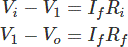 V_i − V_1 = I_f R_i
V_1 − V_o = I_f R_f